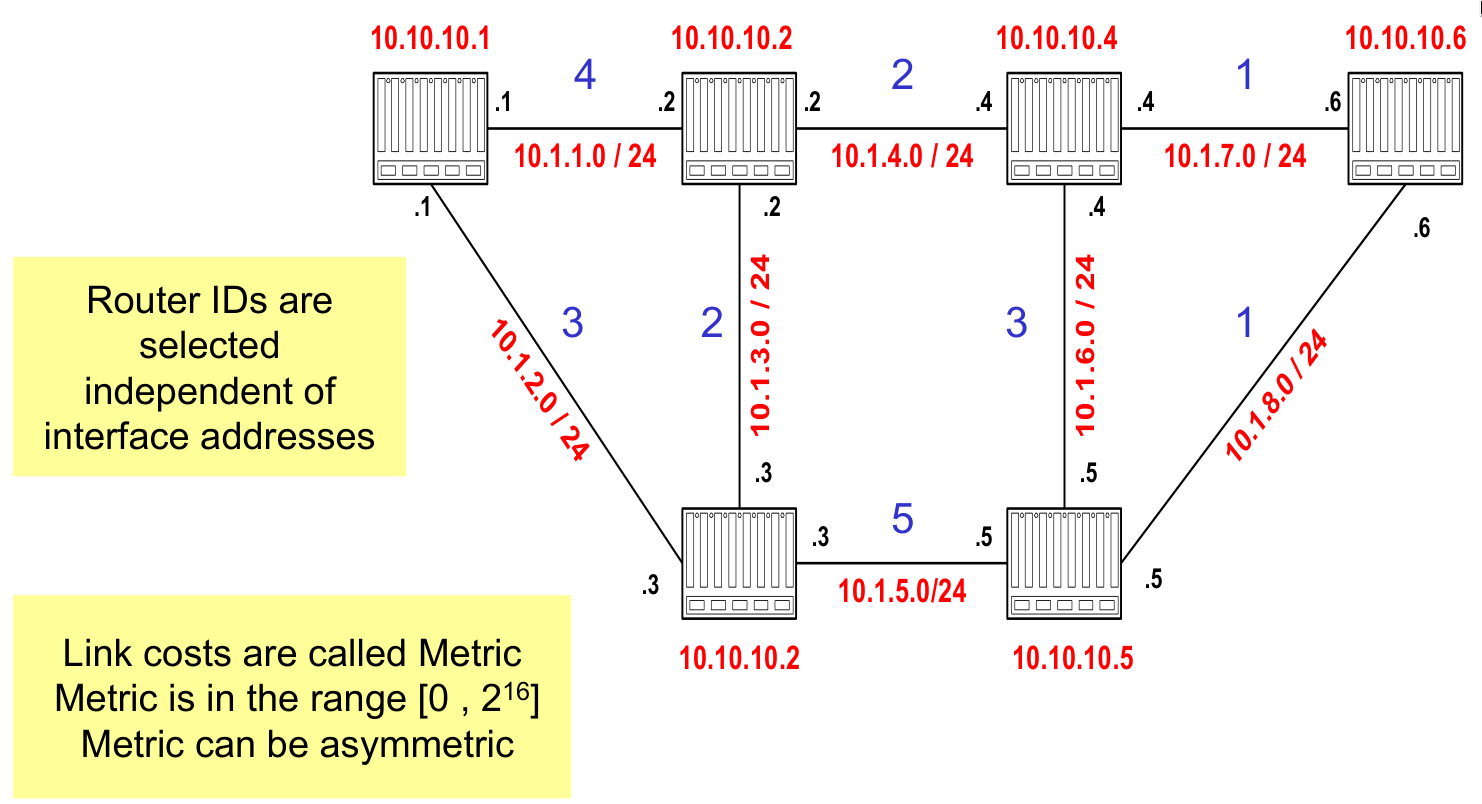 10.10.10.1
10.10.10.2
10.10.10.4
10.10.10.6
4
2
1
.1
.2
.2
.4
.4
.6
10.1.1.0 / 24
10.1.4.0 / 24
10.1.7.0 / 24
.1
.2
.4
.6
Router IDs are
selected
independent of
interface addresses
3
10.1.2.0 / 24
2
10.1.3.0 / 24
3
10.1.6.0 / 24
1
10.1.8.0 / 24
.3
.5
5
.3
.5
.3
10.1.5.0/24
.5
10.10.10.2
10.10.10.5
Link costs are called Metric
Metric is in the range [0 , 2¹⁶]
Metric can be asymmetric